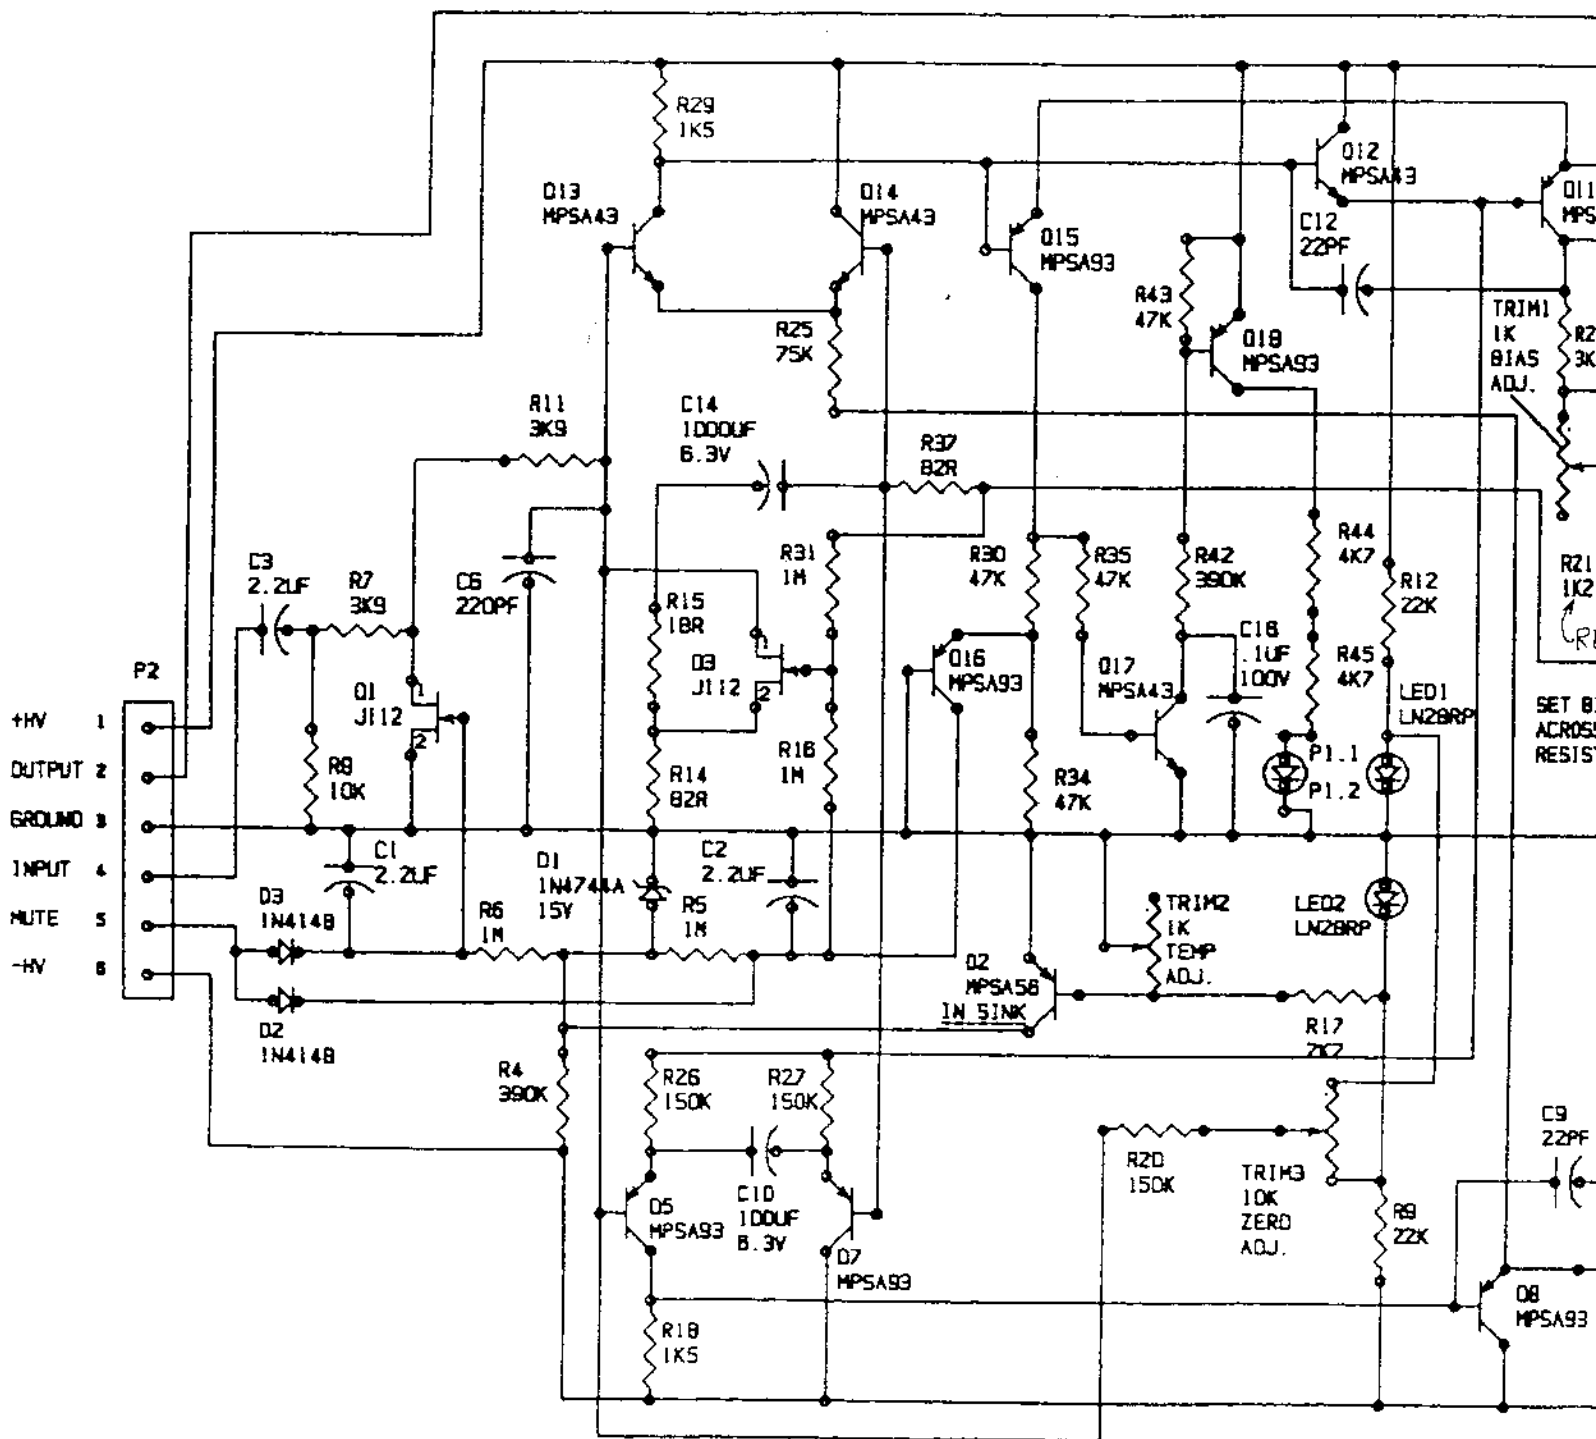 R29
1K5
Q13
MPSA43
Q14
MPSA43
Q15
MPSA93
Q12
MPSA43
C12
22PF
Q11
R43
47K
Q18
MPSA93
TRIM1
1K
BIAS
ADJ.
R25
75K
R11
3K9
C14
1000UF
6.3V
R37
82R
C3
2.2UF
R7
3K9
C6
220PF
R15
18R
R31
1M
R30
47K
R35
47K
R42
390K
R44
4K7
R12
22K
R21
1K2
Q3
J112
1
2
Q16
MPSA93
Q17
MPSA43
C18
.1UF
100V
R45
4K7
LED1
LN28RP
P2
+HV 1
OUTPUT 2
GROUND 3
INPUT 4
MUTE 5
-HV 6
Q1
J112
1
2
R8
10K
R14
82R
R16
1M
R34
47K
P1.1
P1.2
SET
C1
2.2UF
D1
1N4744A
15V
C2
2.2UF
D3
1N4148
R6
1M
R5
1M
TRIM2
1K
TEMP
ADJ.
LED2
LN28RP
Q2
MPSA56
IN SINK
D2
1N4148
R17
2K7
R4
390K
R26
150K
R27
150K
C10
100UF
6.3V
Q5
MPSA93
Q7
MPSA93
R20
150K
TRIM3
10K
ZERO
ADJ.
R9
22K
C9
22PF
Q8
MPSA93
R18
1K5